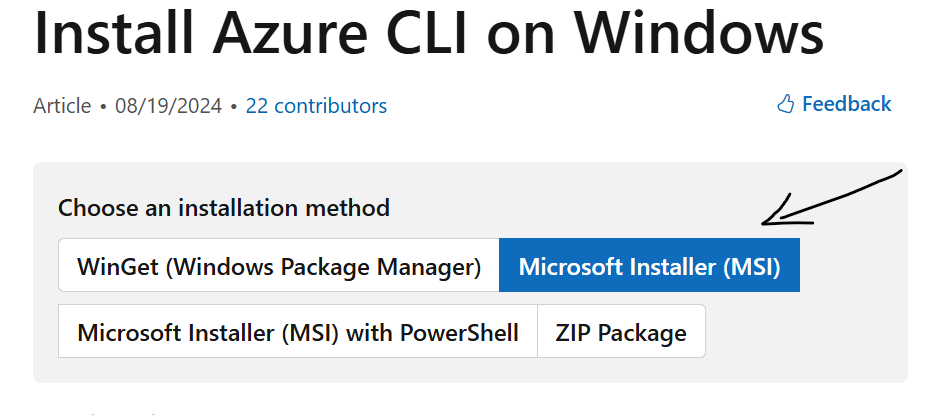 Install Azure CLI on Windows
Article • 08/19/2024 • 22 contributors
Feedback
Choose an installation method
WinGet (Windows Package Manager)
Microsoft Installer (MSI)
Microsoft Installer (MSI) with PowerShell
ZIP Package